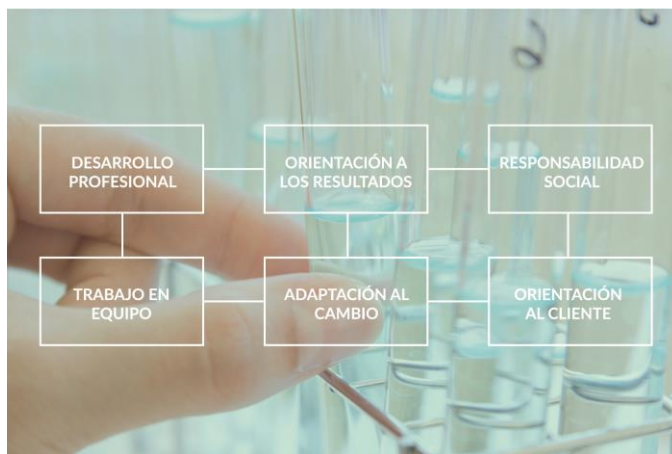 DESARROLLO
PROFESIONAL
ORIENTACIÓN A
LOS RESULTADOS
RESPONSABILIDAD
SOCIAL
TRABAJO EN
EQUIPO
ADAPTACIÓN AL
CAMBIO
ORIENTACIÓN
AL CLIENTE